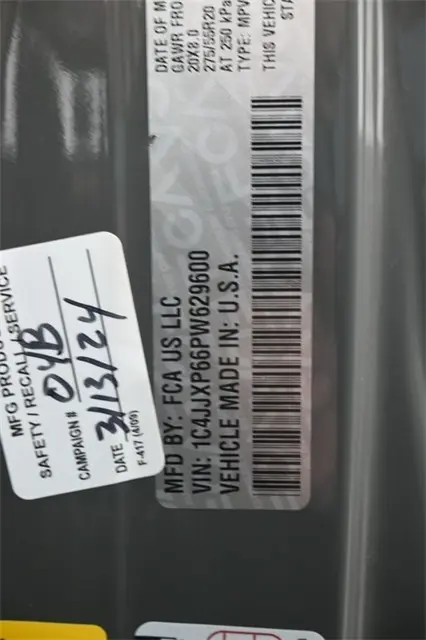 MFD BY: FCA US LLC
VIN: 1C4JJXP66PW629600
VEHICLE MADE IN: U.S.A.
DATE OF M
GAWR FRO
20X8.0
275/55R20
AT 250 kPa
TYPE: MPV
THIS VEHIC
STA
MFG PRODU
SAFETY / RECALL SERVICE
CAMPAIGN # 04B
DATE 3/13/24
F-417 (4/09)